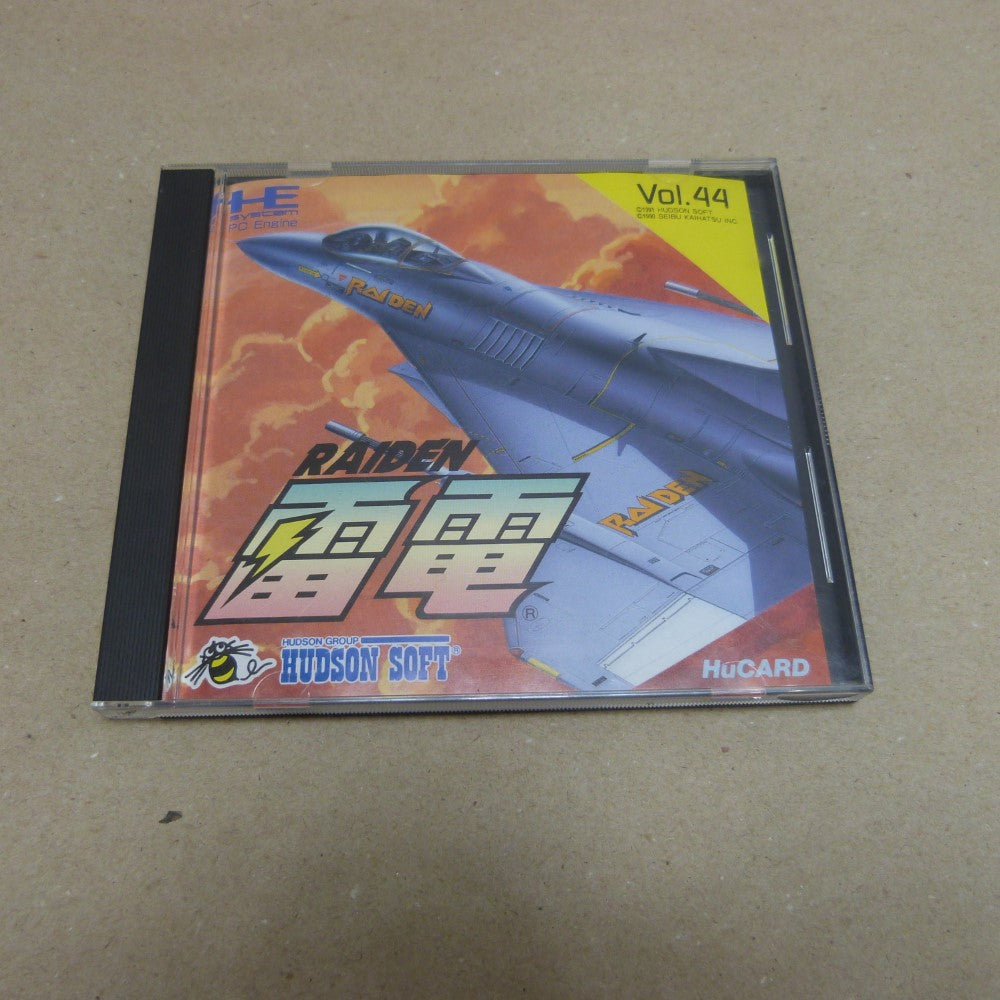 HE
system
PC Engine
Vol.44
©1991 HUDSON SOFT
©1990 SEIBU KAIHATSU INC.
RAIDEN
RAIDEN
RAIDEN
雷電®
HUDSON GROUP
HUDSON SOFT®
HuCARD